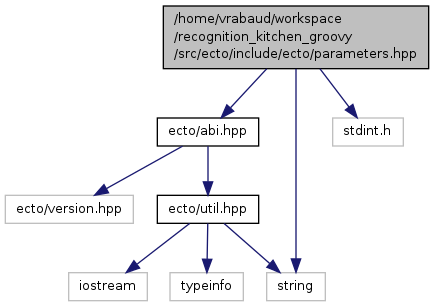 /home/vrabaud/workspace
/recognition_kitchen_groovy
/src/ecto/include/ecto/parameters.hpp
ecto/abi.hpp
stdint.h
ecto/version.hpp
ecto/util.hpp
iostream
typeinfo
string